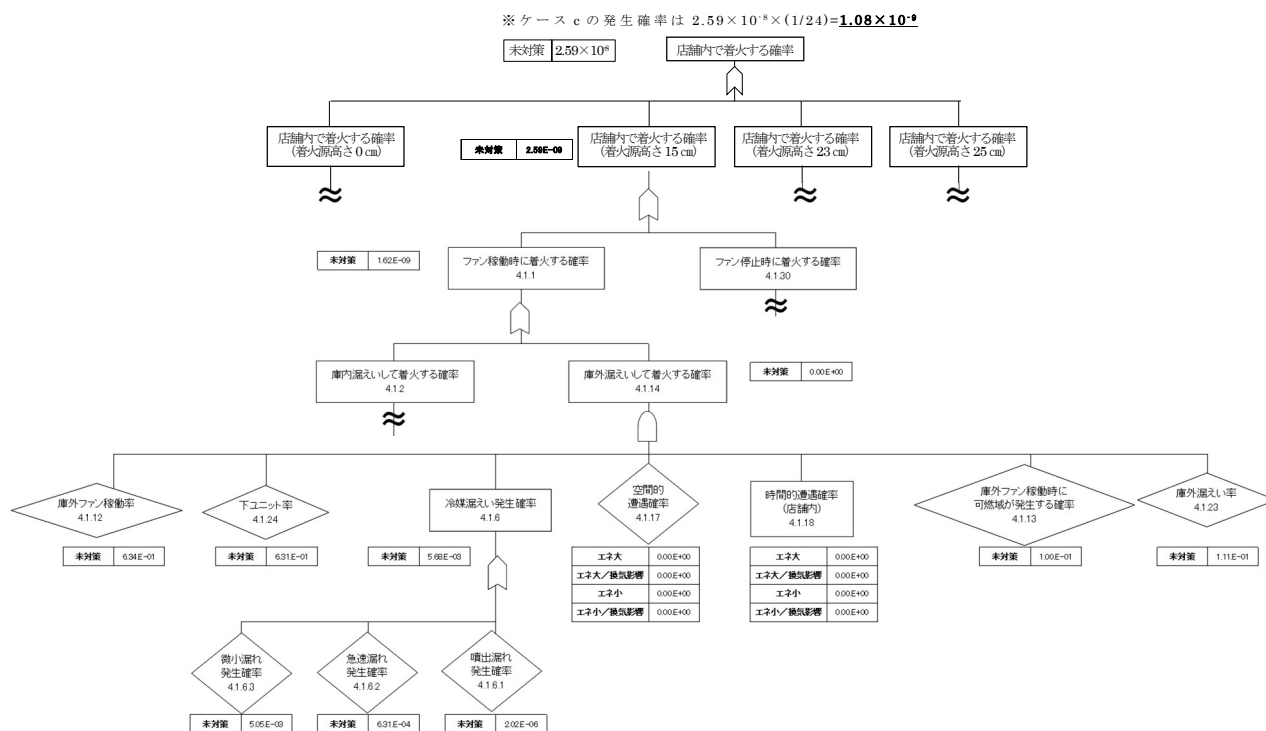 ※ケースcの発生確率は 2.59×10⁻⁸×(1/24)=1.08×10⁻⁹
未対策 2.59×10⁸
店舗内で着火する確率
店舗内で着火する確率
(着火源高さ0cm)
未対策 2.59E-09
店舗内で着火する確率
(着火源高さ15cm)
店舗内で着火する確率
(着火源高さ23cm)
店舗内で着火する確率
(着火源高さ25cm)
未対策 1.62E-09
ファン稼働時に着火する確率
4.1.1
ファン停止時に着火する確率
4.1.30
庫内漏えいして着火する確率
4.1.2
庫外漏えいして着火する確率
4.1.14
未対策 0.00E+00
庫外ファン稼働率
4.1.12
未対策 6.34E-01
下ユニット率
4.1.24
未対策 6.31E-01
冷媒漏えい発生確率
4.1.6
未対策 5.68E-03
空間的
遭遇確率
4.1.17
エネ大 0.00E+00
エネ大/換気影響 0.00E+00
エネ小 0.00E+00
エネ小/換気影響 0.00E+00
時間的遭遇確率
(店舗内)
4.1.18
エネ大 0.00E+00
エネ大/換気影響 0.00E+00
エネ小 0.00E+00
エネ小/換気影響 0.00E+00
庫外ファン稼働時に
可燃域が発生する確率
4.1.13
未対策 1.00E-01
庫外漏えい率
4.1.23
未対策 1.11E-01
微小漏れ
発生確率
4.1.6.3
未対策 5.05E-03
急速漏れ
発生確率
4.1.6.2
未対策 6.31E-04
噴出漏れ
発生確率
4.1.6.1
未対策 2.02E-06